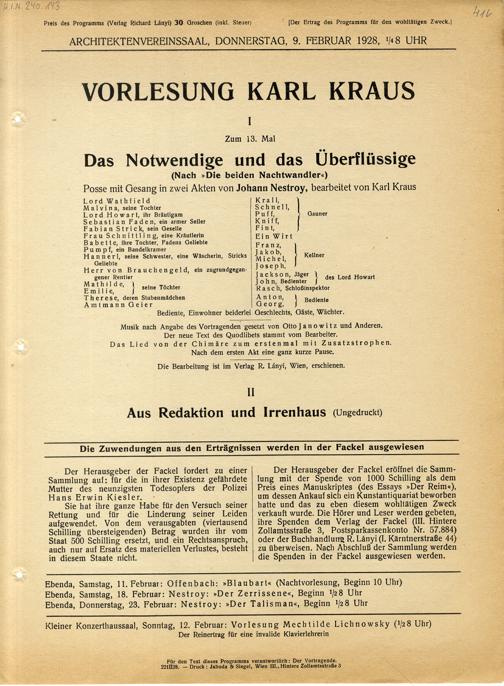 H.I.N. 240.143
416
Preis des Programms (Verlag Richard Lányi) 30 Groschen (inkl. Steuer)
[Der Ertrag des Programms für den wohltätigen Zweck.]
ARCHITEKTENVEREINSSAAL, DONNERSTAG, 9. FEBRUAR 1928, ¼8 UHR
VORLESUNG KARL KRAUS
I
Zum 13. Mal
Das Notwendige und das Überflüssige
(Nach »Die beiden Nachtwandler«)
Posse mit Gesang in zwei Akten von Johann Nestroy, bearbeitet von Karl Kraus
Lord Wathfield
Malvina, seine Tochter
Lord Howart, ihr Bräutigam
Sebastian Faden, ein armer Seiler
Fabian Strick, sein Geselle
Frau Schnittling, eine Kräutlerin
Babette, ihre Tochter, Fadens Geliebte
Pumpf, ein Bandelkramer
Hannerl, seine Schwester, eine Wäscherin, Stricks
Geliebte
Herr von Brauchengeld, ein zugrundegegan-
gener Rentier
Mathilde,
Emilie,
seine Töchter
Therese, deren Stubenmädchen
Amtmann Geier
Krall,
Schnell,
Puff,
Kniff,
Fint,
Gauner
Ein Wirt
Franz,
Jakob,
Michel,
Joseph,
Kellner
Jackson, Jäger
John, Bedienter
des Lord Howart
Rasch, Schloßinspektor
Anton,
Georg,
Bediente
Bediente, Einwohner beiderlei Geschlechts, Gäste, Wächter.
Musik nach Angabe des Vortragenden gesetzt von Otto Janowitz und Anderen.
Der neue Text des Quodlibets stammt vom Bearbeiter.
Das Lied von der Chimäre zum erstenmal mit Zusatzstrophen.
Nach dem ersten Akt eine ganz kurze Pause.
Die Bearbeitung ist im Verlag R. Lányi, Wien, erschienen.
II
Aus Redaktion und Irrenhaus (Ungedruckt)
Die Zuwendungen aus den Erträgnissen werden in der Fackel ausgewiesen
Der Herausgeber der Fackel fordert zu einer
Sammlung auf: für die in ihrer Existenz gefährdete
Mutter des neunzigsten Todesopfers der Polizei
Hans Erwin Kiesler.
Sie hat ihre ganze Habe für den Versuch seiner
Rettung und für die Linderung seiner Leiden
aufgewendet. Von dem verausgabten (viertausend
Schilling übersteigenden) Betrag wurden ihr vom
Staat 500 Schilling ersetzt, und ein Rechtsanspruch,
auch nur auf Ersatz des materiellen Verlustes, besteht
in diesem Staate nicht.
Der Herausgeber der Fackel eröffnet die Samm-
lung mit der Spende von 1000 Schilling als dem
Preis eines Manuskriptes (des Essays »Der Reim«),
um dessen Ankauf sich ein Kunstantiquariat beworben
hatte und das zu eben diesem wohltätigen Zweck
verkauft wurde. Die Hörer und Leser werden gebeten,
ihre Spenden dem Verlag der Fackel (III. Hintere
Zollamtsstraße 3, Postsparkassenkonto Nr. 57.884)
oder der Buchhandlung R. Lányi (I. Kärntnerstraße 44)
zu überweisen. Nach Abschluß der Sammlung werden
die Spenden in der Fackel ausgewiesen werden.
Ebenda, Samstag, 11. Februar: Offenbach: »Blaubart« (Nachtvorlesung, Beginn 10 Uhr)
Ebenda, Samstag, 18. Februar: Nestroy: »Der Zerrissene«, Beginn ½8 Uhr
Ebenda, Donnerstag, 23. Februar: Nestroy: »Der Talisman«, Beginn ½8 Uhr
Kleiner Konzerthaussaal, Sonntag, 12. Februar: Vorlesung Mechtilde Lichnowsky (½8 Uhr)
Der Reinertrag für eine invalide Klavierlehrerin
Für den Text dieses Programms verantwortlich: Der Vortragende.
Druck: Jahoda & Siegel, Wien III., Hintere Zollamtsstraße 3